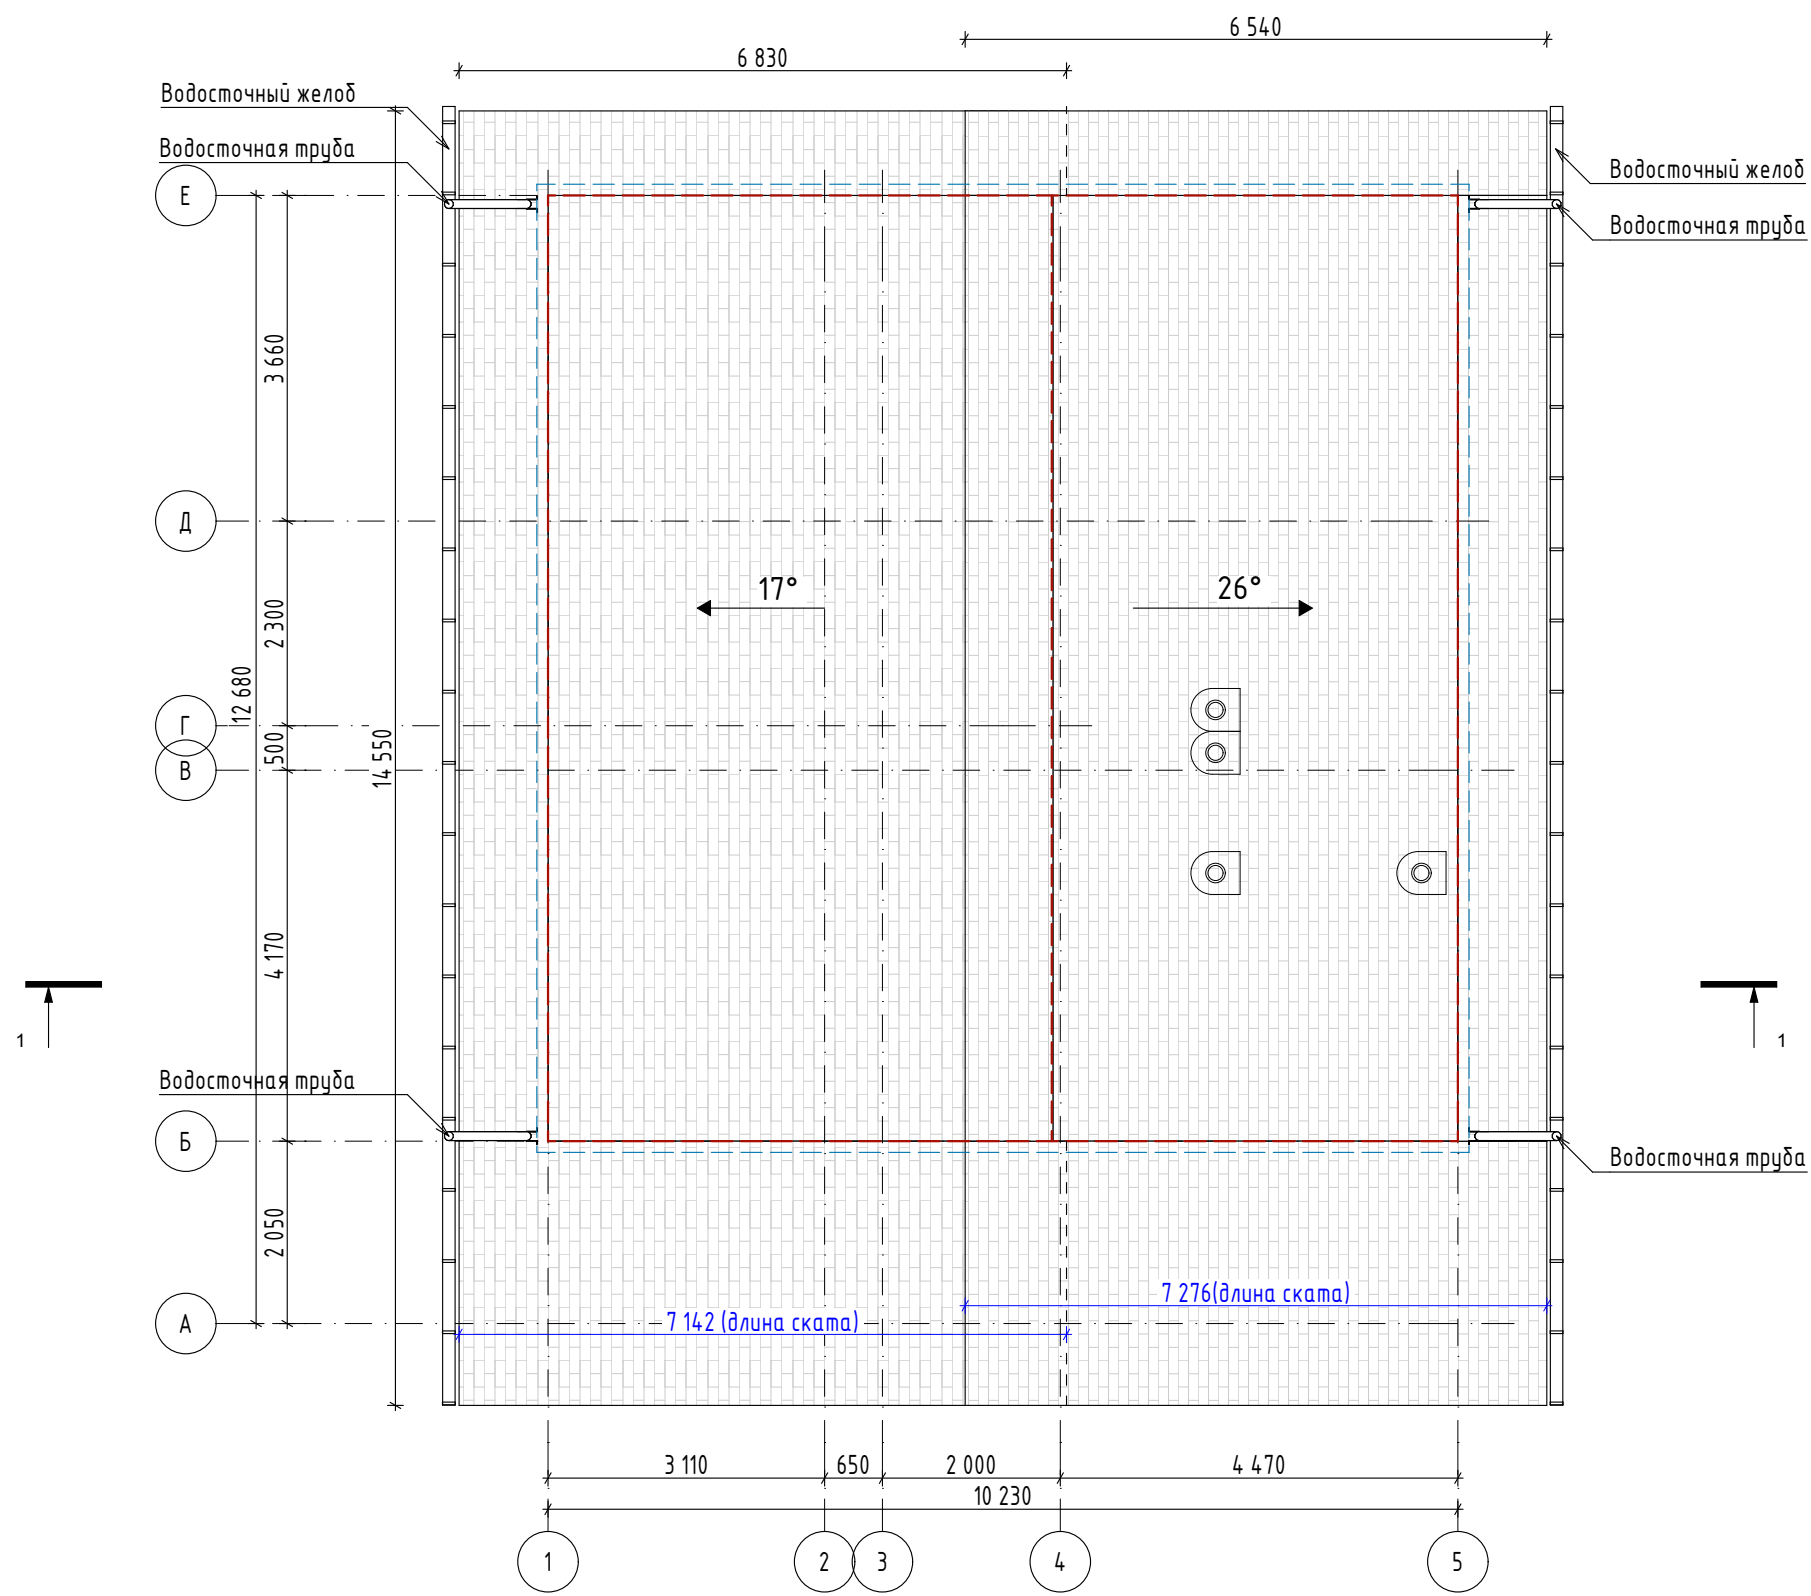 6 540
6 830
Водосточный желоб
Водосточная труба
Водосточный желоб
Водосточная труба
Е
3 660
Д
17°
26°
2 300
12 680
Г
500
14 550
В
4 170
1
1
Водосточная труба
Б
Водосточная труба
2 050
7 276(длина ската)
7 142 (длина ската)
А
3 110
650
2 000
4 470
10 230
1
2
3
4
5